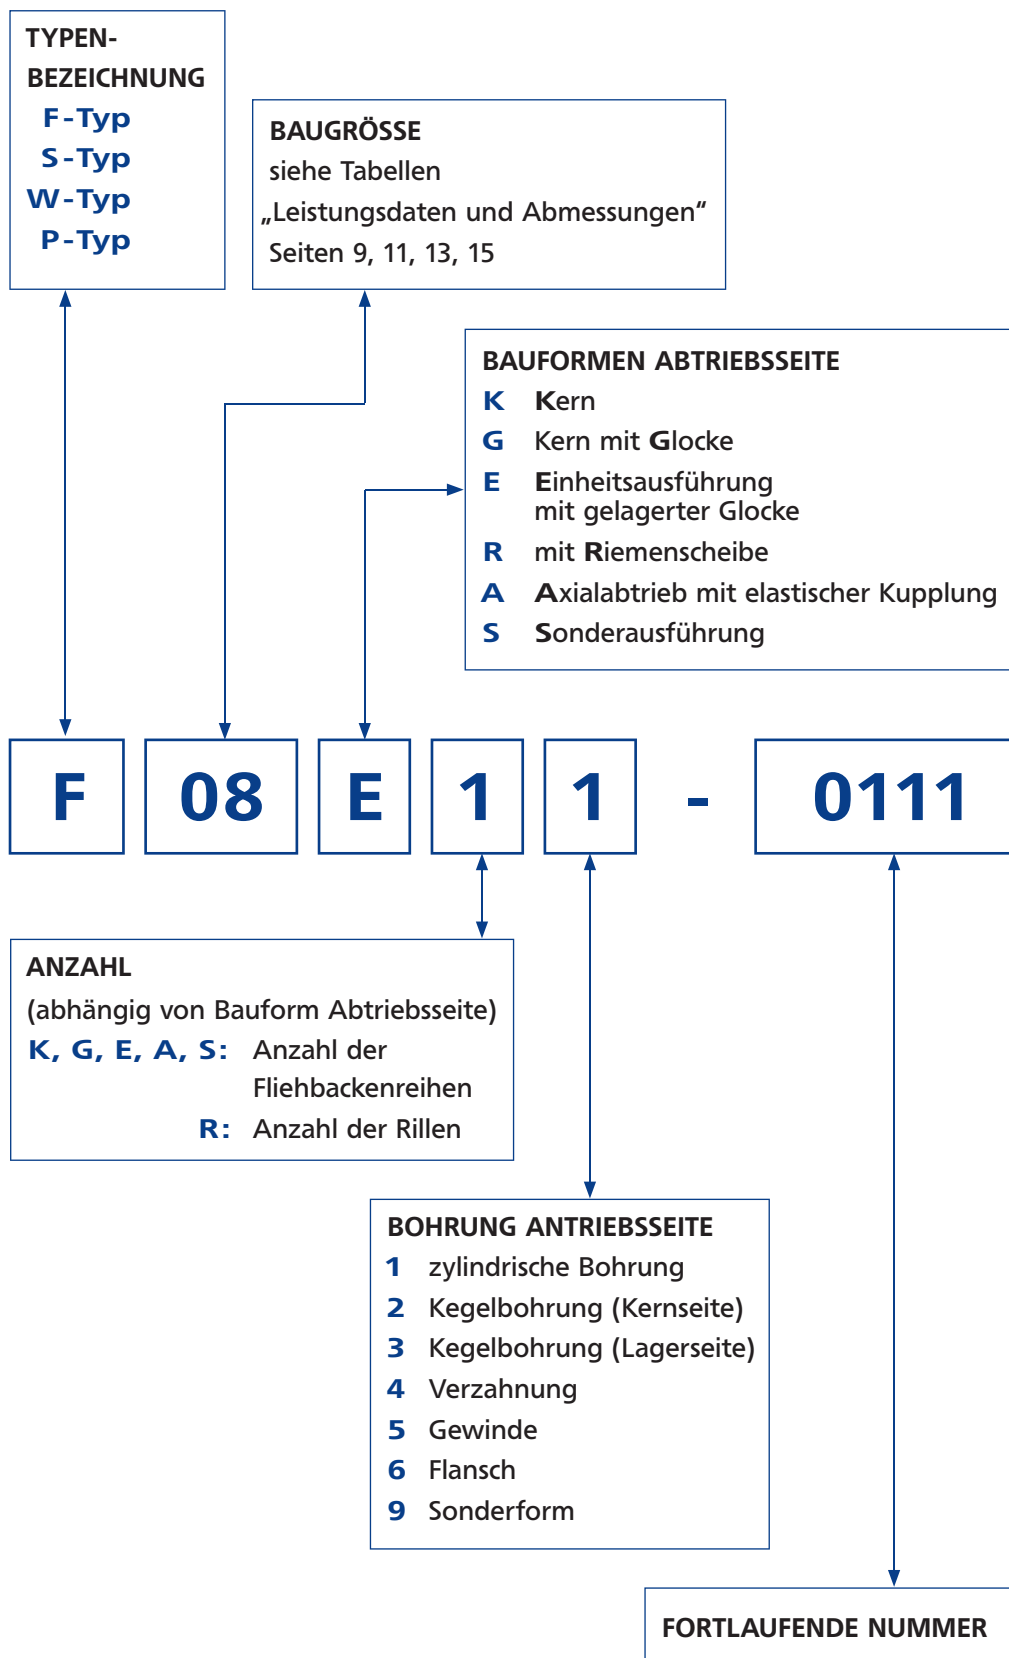 TYPEN-
BEZEICHNUNG
F-Typ
S-Typ
W-Typ
P-Typ
BAUGRÖSSE
siehe Tabellen
„Leistungsdaten und Abmessungen“
Seiten 9, 11, 13, 15
BAUFORMEN ABTRIEBSSEITE
K Kern
G Kern mit Glocke
E Einheitsausführung
mit gelagerter Glocke
R mit Riemenscheibe
A Axialabtrieb mit elastischer Kupplung
S Sonderausführung
F 08 E 1 1 - 0111
ANZAHL
(abhängig von Bauform Abtriebsseite)
K, G, E, A, S: Anzahl der
Fliehbackenreihen
R: Anzahl der Rillen
BOHRUNG ANTRIEBSSEITE
1 zylindrische Bohrung
2 Kegelbohrung (Kernseite)
3 Kegelbohrung (Lagerseite)
4 Verzahnung
5 Gewinde
6 Flansch
9 Sonderform
FORTLAUFENDE NUMMER